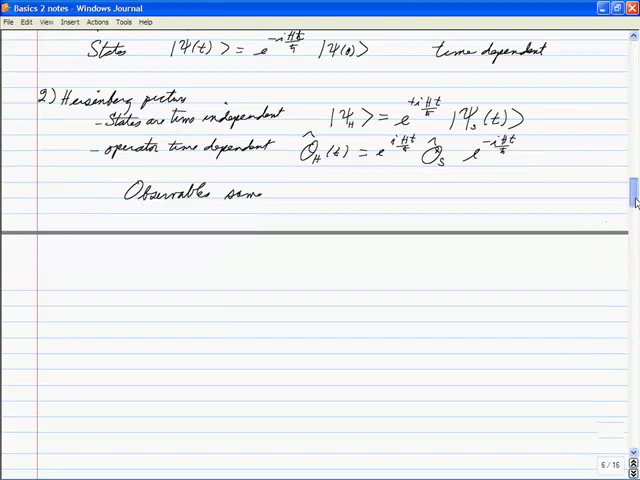 Basics 2 notes - Windows Journal
File Edit View Insert Actions Tools Help
States |Ψ(t)> = e^{-iHt/ħ} |Ψ(0)> time dependent
2) Heisenberg picture
- States are time independent |Ψ_H> = e^{+iHt/ħ} |Ψ_S(t)>
- operator time dependent Ô_H(t) = e^{iHt/ħ} Ô_S e^{-iHt/ħ}
Observables same
6 / 16